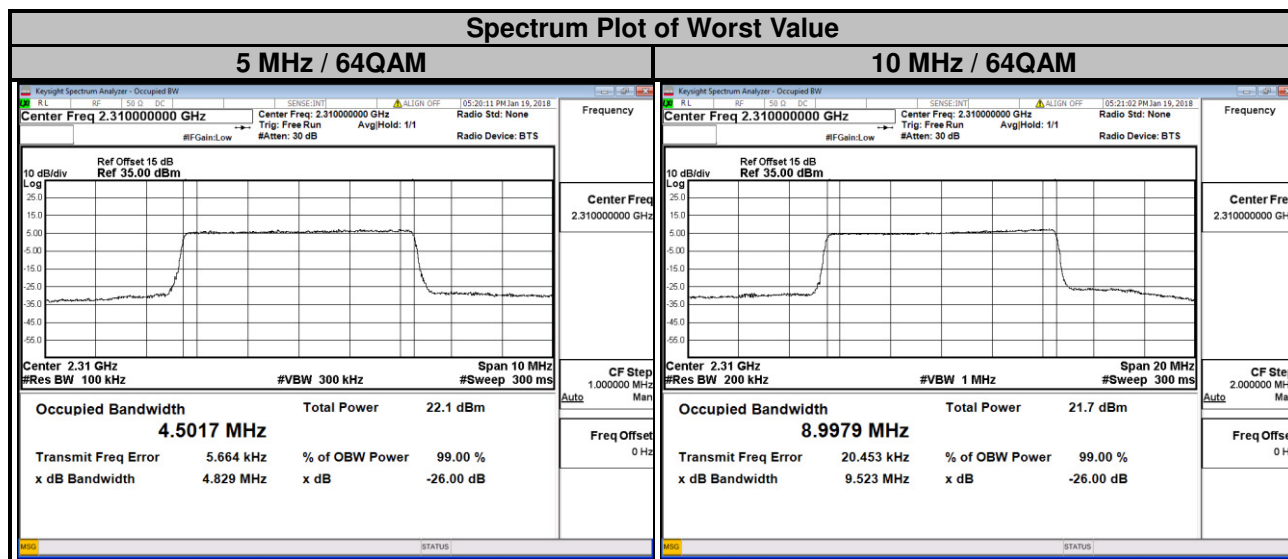 Spectrum Plot of Worst Value
5 MHz / 64QAM
10 MHz / 64QAM
Keysight Spectrum Analyzer - Occupied BW
RL RF 50 Ω DC SENSE:INT ALIGN OFF 05:20:11 PM Jan 19, 2018
Center Freq 2.310000000 GHz
Center Freq: 2.310000000 GHz
Radio Std: None
Trig: Free Run Avg|Hold: 1/1
#IFGain:Low
#Atten: 30 dB
Radio Device: BTS
Ref Offset 15 dB
10 dB/div Ref 35.00 dBm
Log
25.0
15.0
5.00
-5.00
-15.0
-25.0
-35.0
-45.0
-55.0
Center 2.31 GHz Span 10 MHz
#Res BW 100 kHz #VBW 300 kHz #Sweep 300 ms
Occupied Bandwidth Total Power 22.1 dBm
4.5017 MHz
Transmit Freq Error 5.664 kHz % of OBW Power 99.00 %
x dB Bandwidth 4.829 MHz x dB -26.00 dB
MSG STATUS
Frequency
Center Freq
2.310000000 GHz
CF Step
1.000000 MHz
Auto Man
Freq Offset
0 Hz
Keysight Spectrum Analyzer - Occupied BW
RL RF 50 Ω DC SENSE:INT ALIGN OFF 05:21:02 PM Jan 19, 2018
Center Freq 2.310000000 GHz
Center Freq: 2.310000000 GHz
Radio Std: None
Trig: Free Run Avg|Hold: 1/1
#IFGain:Low
#Atten: 30 dB
Radio Device: BTS
Ref Offset 15 dB
10 dB/div Ref 35.00 dBm
Log
25.0
15.0
5.00
-5.00
-15.0
-25.0
-35.0
-45.0
-55.0
Center 2.31 GHz Span 20 MHz
#Res BW 200 kHz #VBW 1 MHz #Sweep 300 ms
Occupied Bandwidth Total Power 21.7 dBm
8.9979 MHz
Transmit Freq Error 20.453 kHz % of OBW Power 99.00 %
x dB Bandwidth 9.523 MHz x dB -26.00 dB
MSG STATUS
Frequency
Center Fre
2.310000000 GH
CF Ste
2.000000 MH
Auto Ma
Freq Offse
0 H